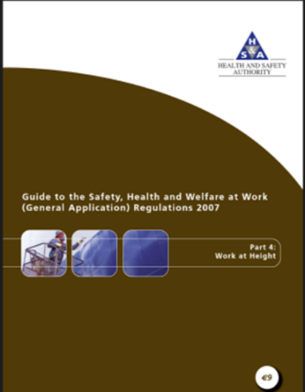 H
S A
HEALTH AND SAFETY
AUTHORITY
Guide to the Safety, Health and Welfare at Work
(General Application) Regulations 2007
Part 4:
Work at Height
€9